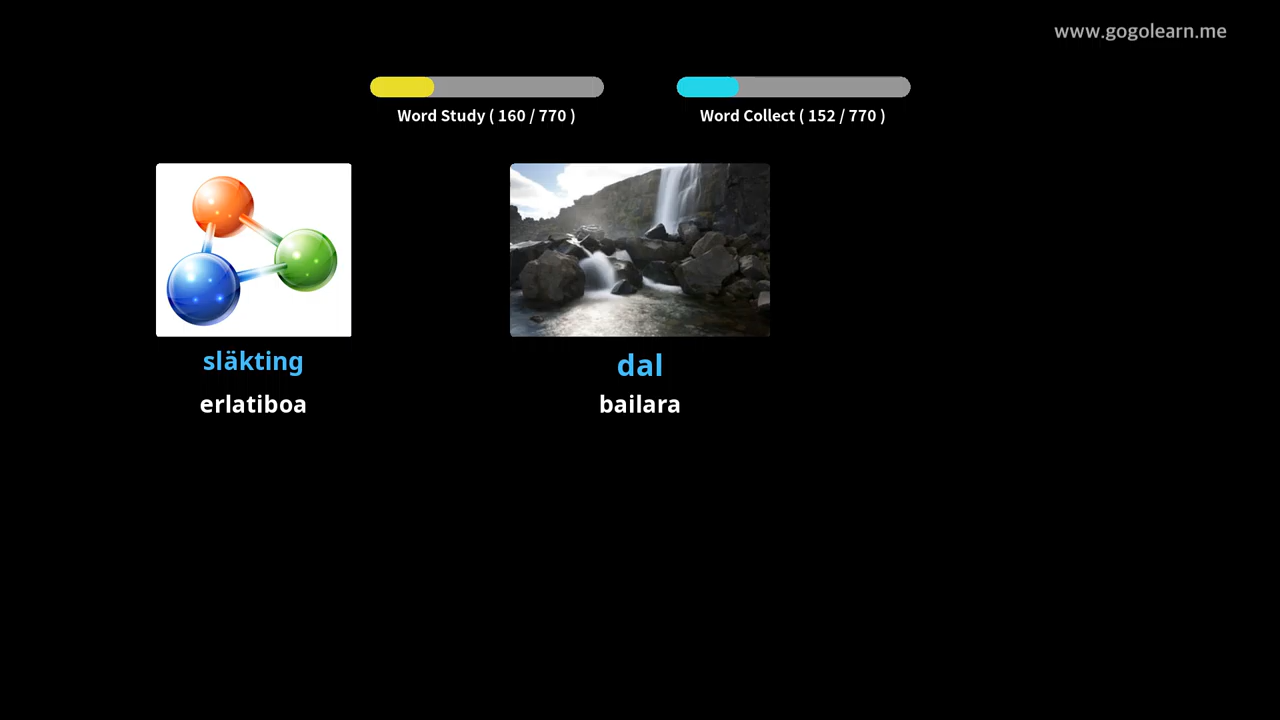 www.gogolearn.me
Word Study ( 160 / 770 )
Word Collect ( 152 / 770 )
släkting
erlatiboa
dal
bailara